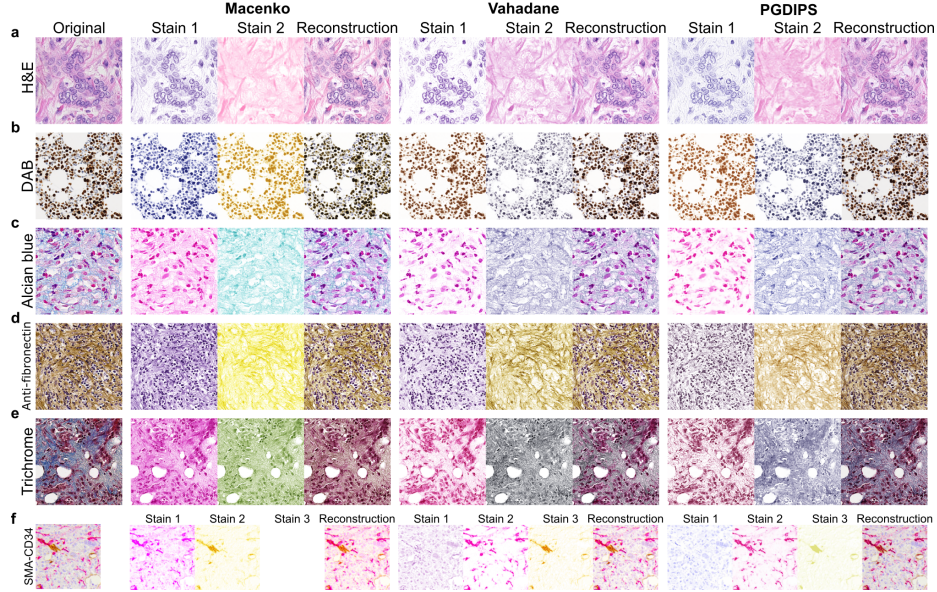 Macenko Vahadane PGDIPS
a Original Stain 1 Stain 2 Reconstruction Stain 1 Stain 2 Reconstruction Stain 1 Stain 2 Reconstruction
H&E
b
DAB
c
Alcian blue
d
Anti-fibronectin
e
Trichrome
f
Stain 1 Stain 2 Stain 3 Reconstruction Stain 1 Stain 2 Stain 3 Reconstruction Stain 1 Stain 2 Stain 3 Reconstruction
SMA-CD34